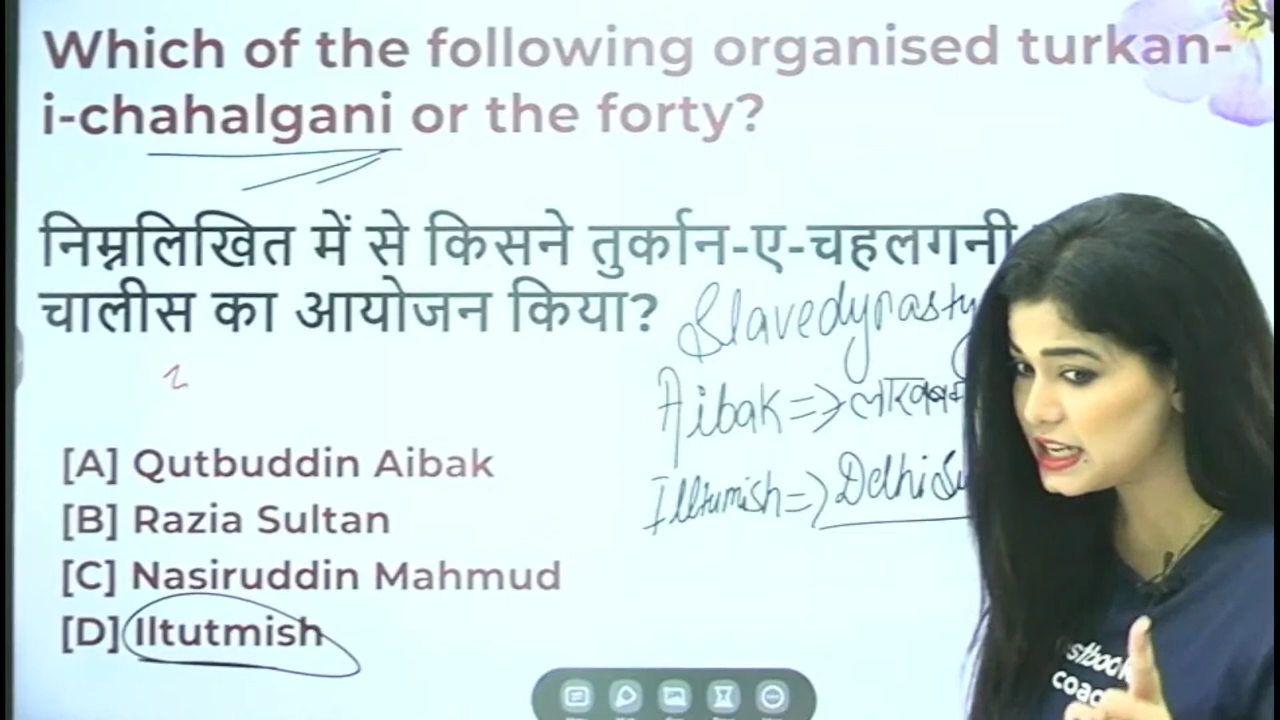 Which of the following organised turkan-
i-chahalgani or the forty?
निम्नलिखित में से किसने तुर्कान-ए-चहलगनी
चालीस का आयोजन किया?
Slavedynasty
Aibak =>
Illtumish => Delhi
[A] Qutbuddin Aibak
[B] Razia Sultan
[C] Nasiruddin Mahmud
[D] Iltutmish